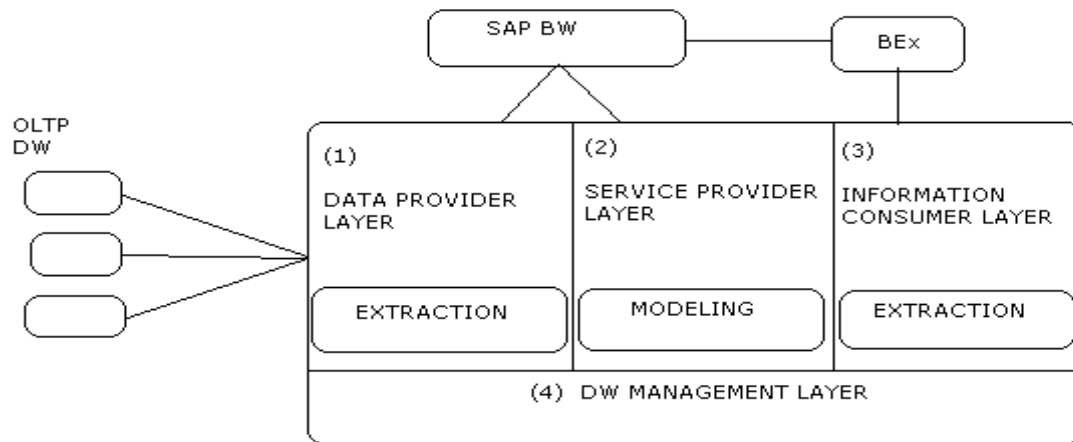 SAP BW
BEx
OLTP
DW
(1)
DATA PROVIDER
LAYER
EXTRACTION
(2)
SERVICE PROVIDER
LAYER
MODELING
(3)
INFORMATION
CONSUMER LAYER
EXTRACTION
(4) DW MANAGEMENT LAYER